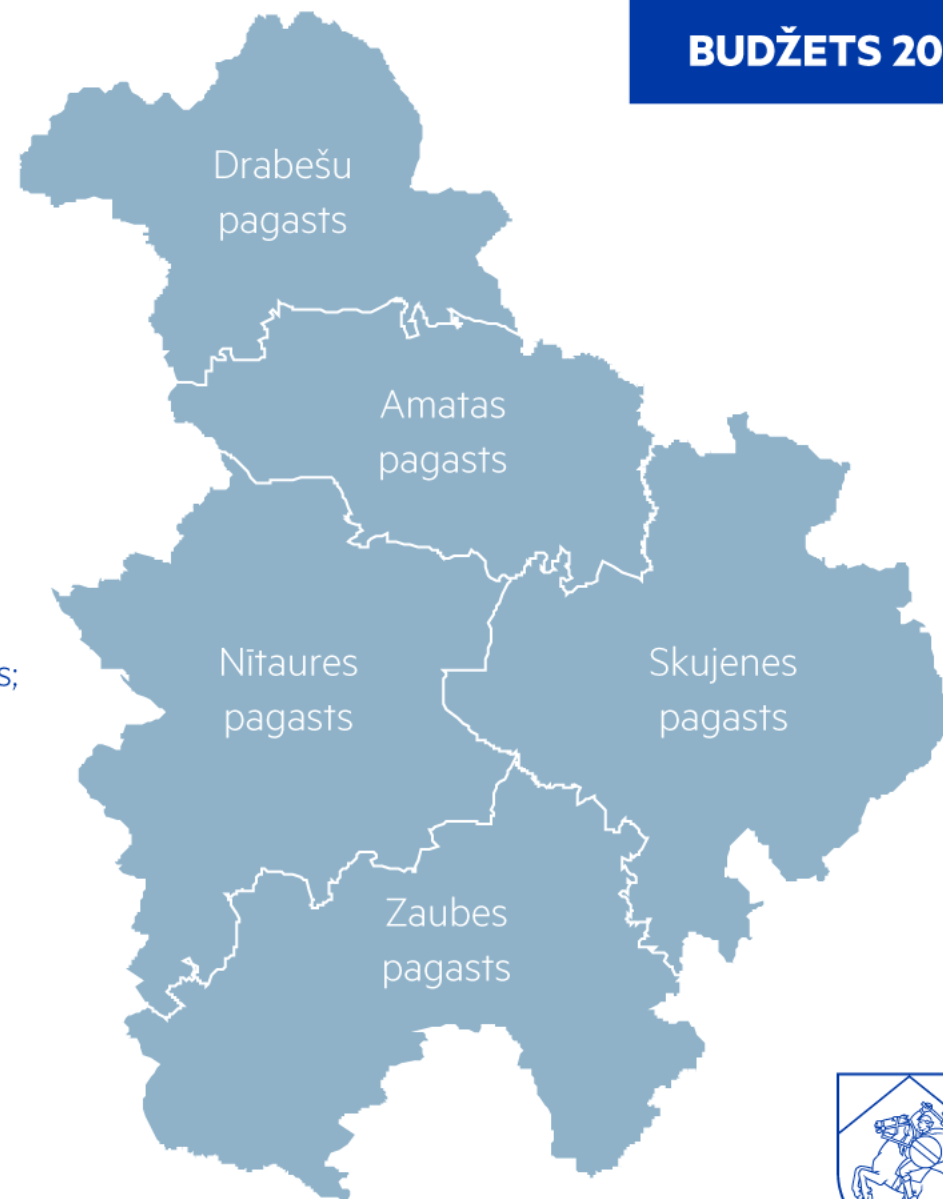 BUDŽETS 20
Drabešu
pagasts
Amatas
pagasts
Nītaures
pagasts
Skujenes
pagasts
s;
Zaubes
pagasts